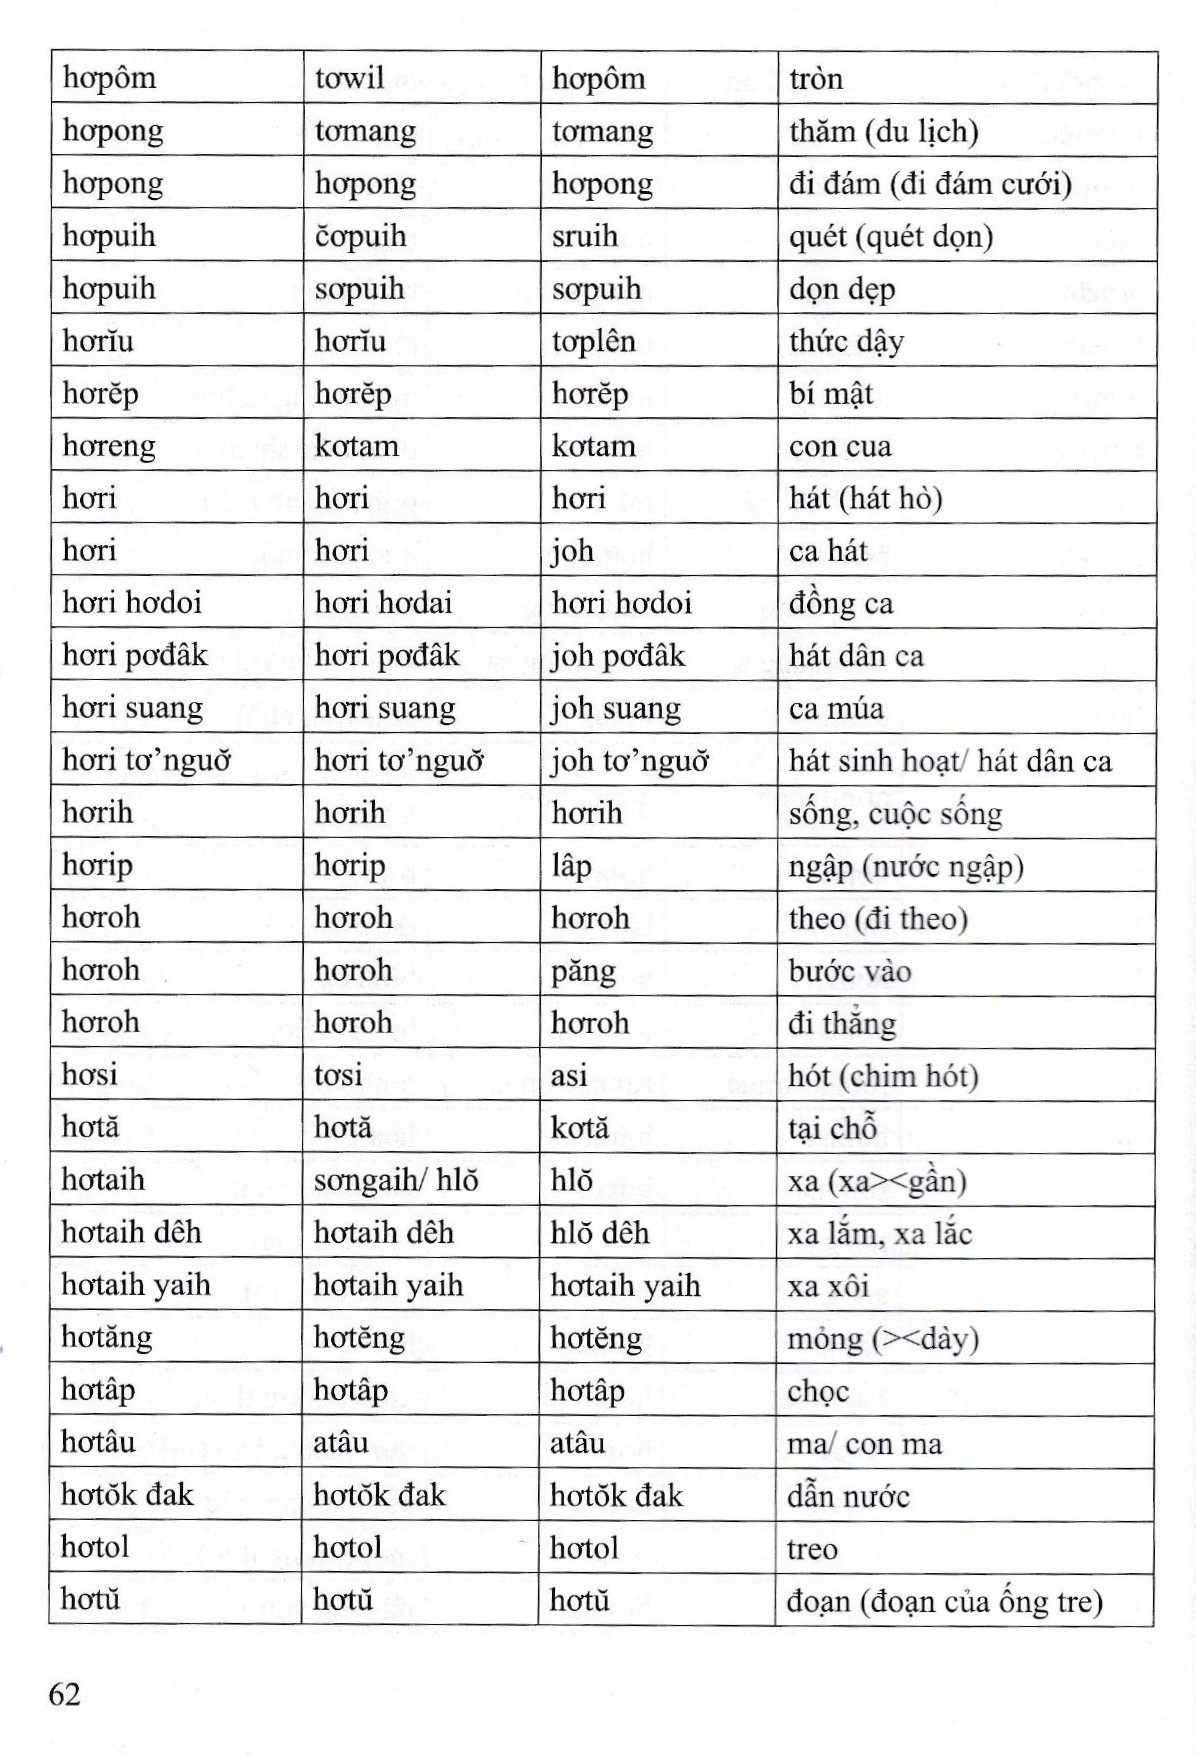 hơpôm tơwil hơpôm tròn
hơpong tơmang tơmang thăm (du lịch)
hơpong hơpong hơpong đi đám (đi đám cưới)
hơpuih čơpuih sruih quét (quét dọn)
hơpuih sơpuih sơpuih dọn dẹp
hơrĭu hơrĭu tơplên thức dậy
hơrĕp hơrĕp hơrĕp bí mật
hơreng kơtam kơtam con cua
hơri hơri hơri hát (hát hò)
hơri hơri joh ca hát
hơri hơdoi hơri hơdai hơri hơdoi đồng ca
hơri pơđâk hơri pơđâk joh pơđâk hát dân ca
hơri suang hơri suang joh suang ca múa
hơri tơ’nguơ̆ hơri tơ’nguơ̆ joh tơ’nguơ̆ hát sinh hoạt/ hát dân ca
hơrih hơrih hơrih sống, cuộc sống
hơrip hơrip lâp ngập (nước ngập)
hơroh hơroh hơroh theo (đi theo)
hơroh hơroh păng bước vào
hơroh hơroh hơroh đi thẳng
hơsi tơsi asi hót (chim hót)
hơtă hơtă kơtă tại chỗ
hơtaih sơngaih/ hlŏ hlŏ xa (xa><gần)
hơtaih dêh hơtaih dêh hlŏ dêh xa lắm, xa lắc
hơtaih yaih hơtaih yaih hơtaih yaih xa xôi
hơtăng hơtĕng hơtĕng mỏng (><dày)
hơtâp hơtâp hơtâp chọc
hơtâu atâu atâu ma/ con ma
hơtŏk đak hơtŏk đak hơtŏk đak dẫn nước
hơtol hơtol hơtol treo
hơtŭ hơtŭ hơtŭ đoạn (đoạn của ống tre)
62